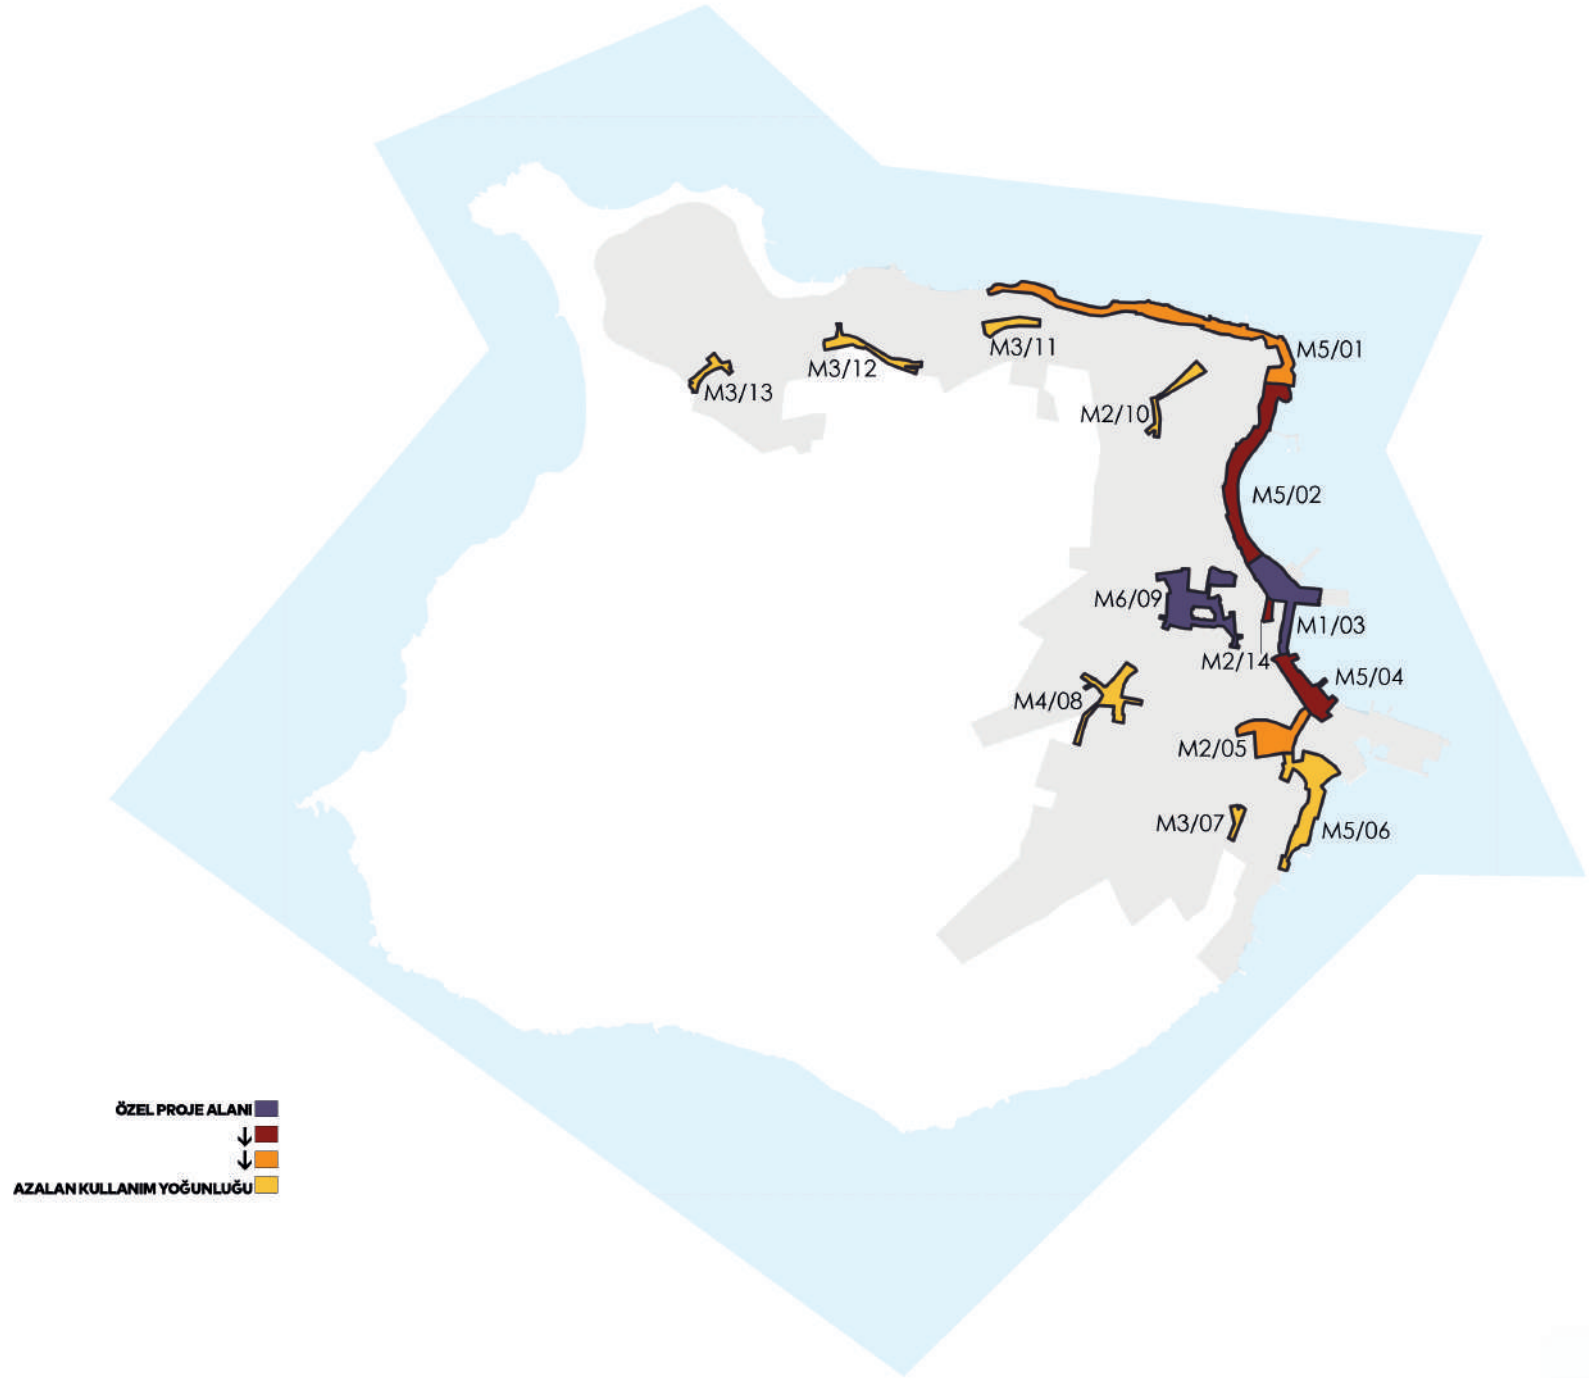 M5/01
M3/11
M3/12
M3/13
M2/10
M5/02
M6/09
M1/03
M2/14
M5/04
M4/08
M2/05
M3/07
M5/06
ÖZEL PROJE ALANI
↓
↓
AZALAN KULLANIM YOĞUNLUĞU